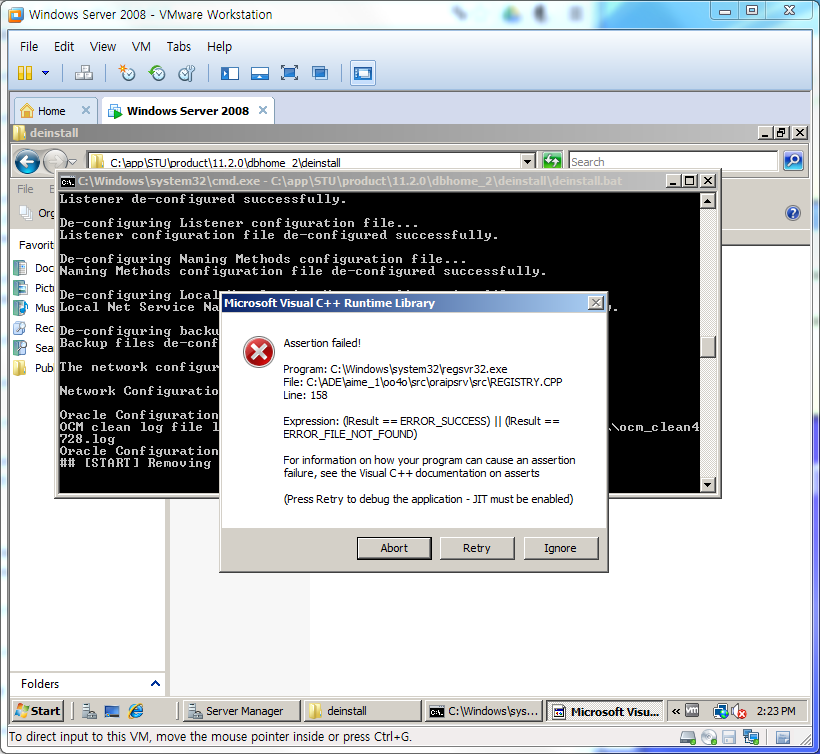 Windows Server 2008 - VMware Workstation
File Edit View VM Tabs Help
Home
Windows Server 2008
deinstall
C:\app\STU\product\11.2.0\dbhome_2\deinstall
Search
File E
C:\Windows\system32\cmd.exe - C:\app\STU\product\11.2.0\dbhome_2\deinstall\deinstall.bat
Org
Favorit
Doc
Pictu
Mus
Rec
Sea
Pub
Listener de-configured successfully.
De-configuring Listener configuration file...
Listener configuration file de-configured successfully.
De-configuring Naming Methods configuration file...
Naming Methods configuration file de-configured successfully.
De-configuring Local
Local Net Service Na
De-configuring backu
Backup files de-conf
The network configur
Network Configuratio
Oracle Configuration
OCM clean log file l \ocm_clean4
728.log
Oracle Configuration
## [START] Removing
Microsoft Visual C++ Runtime Library
Assertion failed!
Program: C:\Windows\system32\regsvr32.exe
File: C:\ADE\aime_1\oo4o\src\oraipsrv\src\REGISTRY.CPP
Line: 158
Expression: (lResult == ERROR_SUCCESS) || (lResult ==
ERROR_FILE_NOT_FOUND)
For information on how your program can cause an assertion
failure, see the Visual C++ documentation on asserts
(Press Retry to debug the application - JIT must be enabled)
Abort Retry Ignore
Folders
Start Server Manager deinstall C:\Windows\sys... Microsoft Visu... 2:23 PM
To direct input to this VM, move the mouse pointer inside or press Ctrl+G.